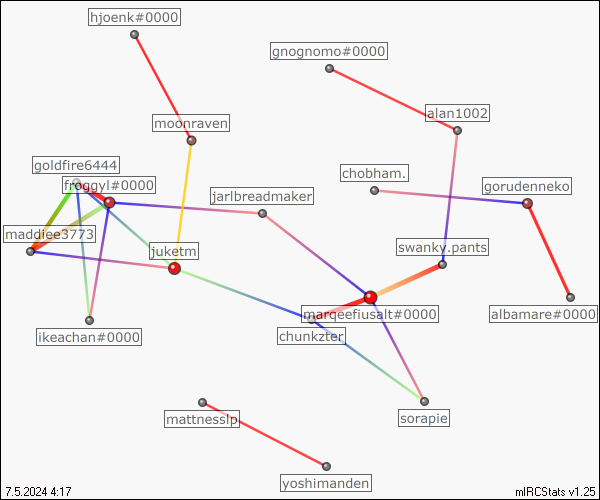 hjoenk#0000
gnognomo#0000
alan1002
moonraven
goldfire6444
chobham.
froggyl#0000
gorudenneko
jarlbreadmaker
maddiee3773
juketm
swanky.pants
marqeefiusalt#0000
albamare#0000
ikeachan#0000
chunkzter
mattnesslp
sorapie
yoshimanden
7.5.2024 4:17
mIRCStats v1.25